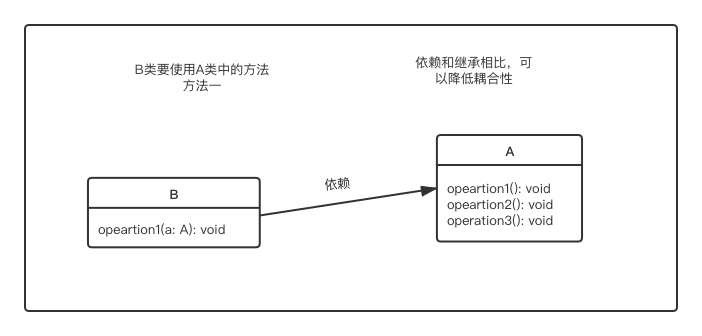 B类要使用A类中的方法
方法一
依赖和继承相比，可
以降低耦合性
A
opeartion1(): void
opeartion2(): void
operation3(): void
依赖
B
opeartion1(a: A): void